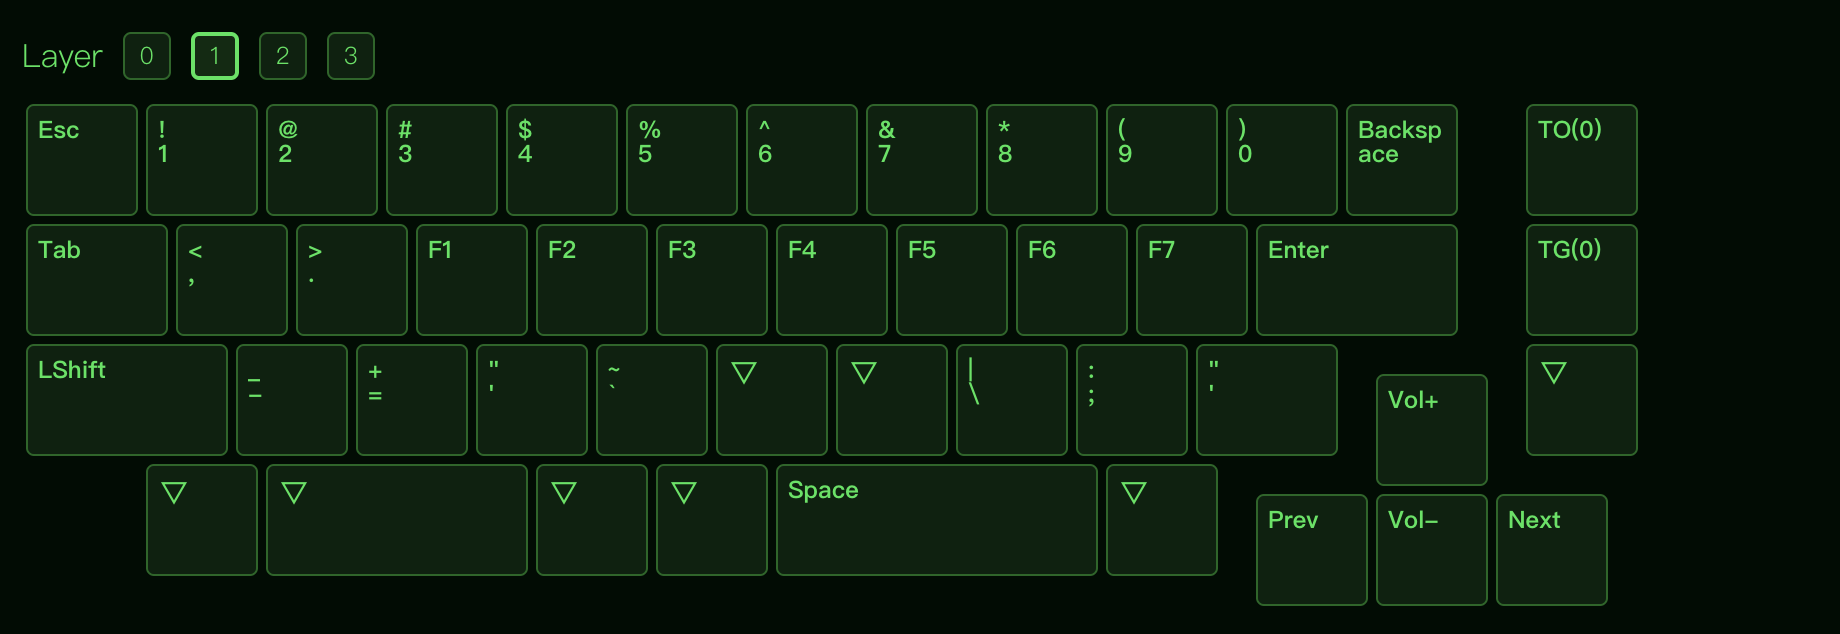 Layer 0 1 2 3
Esc ! @ # $ % ^ & * ( ) Backsp TO(0)
1 2 3 4 5 6 7 8 9 0 ace
Tab < > F1 F2 F3 F4 F5 F6 F7 Enter TG(0)
, .
LShift _ + " ~ ▽ ▽ | : " ▽
- = ' ` \ ; '
Vol+
▽ ▽ ▽ ▽ Space ▽
Prev Vol- Next